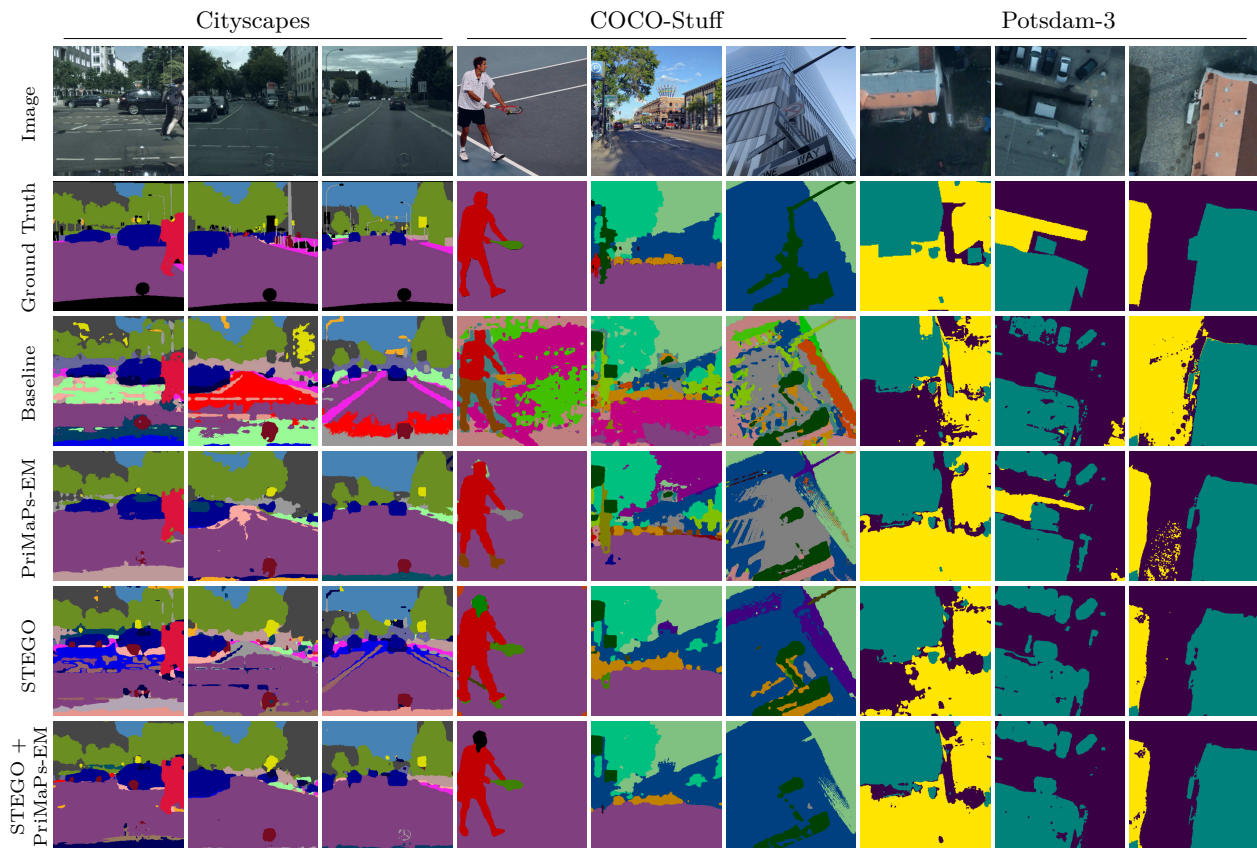 Cityscapes
COCO-Stuff
Potsdam-3
Image
WAY
Ground Truth
Baseline
PriMaPs-EM
STEGO
STEGO +
PriMaPs-EM